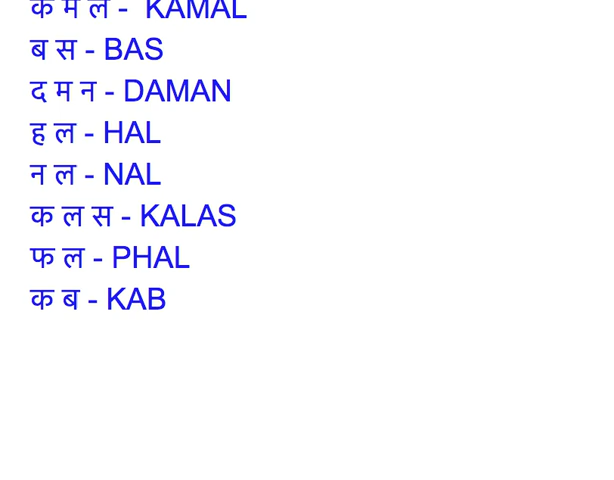 क म ल -  KAMAL
ब स - BAS
द म न - DAMAN
ह ल - HAL
न ल - NAL
क ल स - KALAS
फ ल - PHAL
क ब - KAB